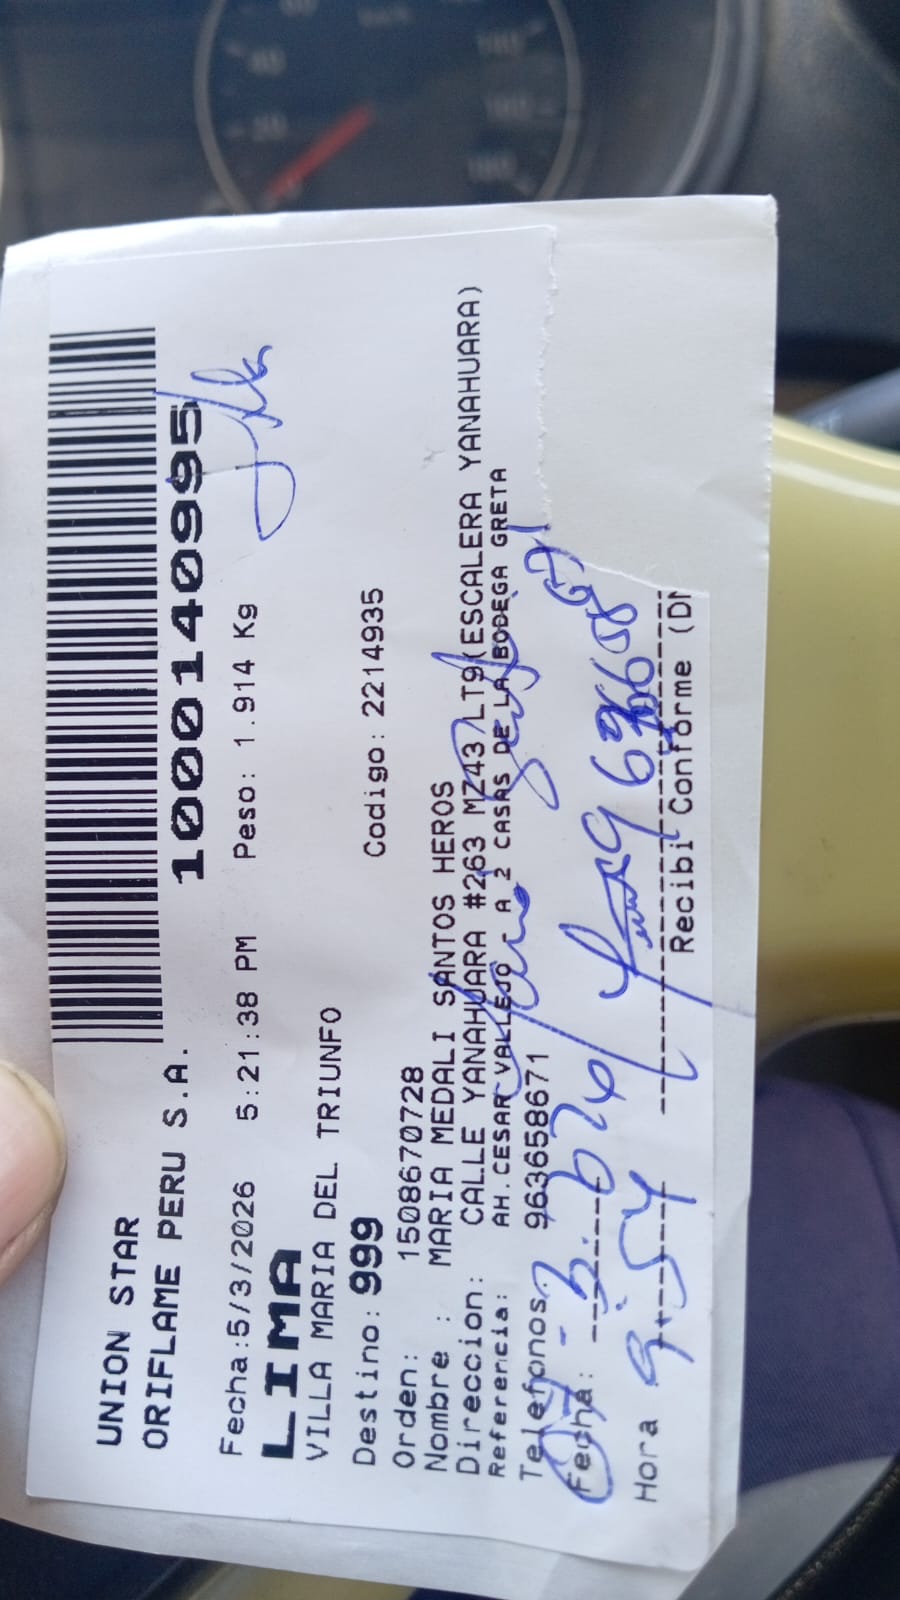 UNION STAR
ORIFLAME PERU S.A.
1000140995
Fecha:5/3/2026 5:21:38 PM Peso: 1.914 Kg
LIMA
VILLA MARIA DEL TRIUNFO
Destino: 999 Codigo: 2214935
Orden: 1508670728
Nombre : MARIA MEDALI SANTOS HEROS
Direccion: CALLE YANAHUARA #263 MZ43 LT9(ESCALERA YANAHUARA)
Referencia: AH.CESAR VALLEJO A 2 CASAS DE LA BODEGA GRETA
Telefonos: 963658671
Fecha:
Hora 9:54
Recibi Conforme (DN